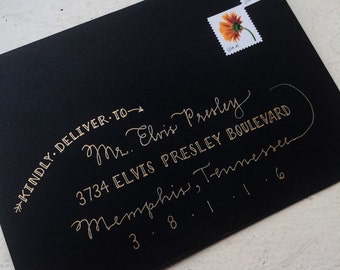 KINDLY · DELIVER · TO
Mr. Elvis Presley
3734 ELVIS PRESLEY BOULEVARD
Memphis, Tennessee
3 · 8 · 1 · 1 · 6